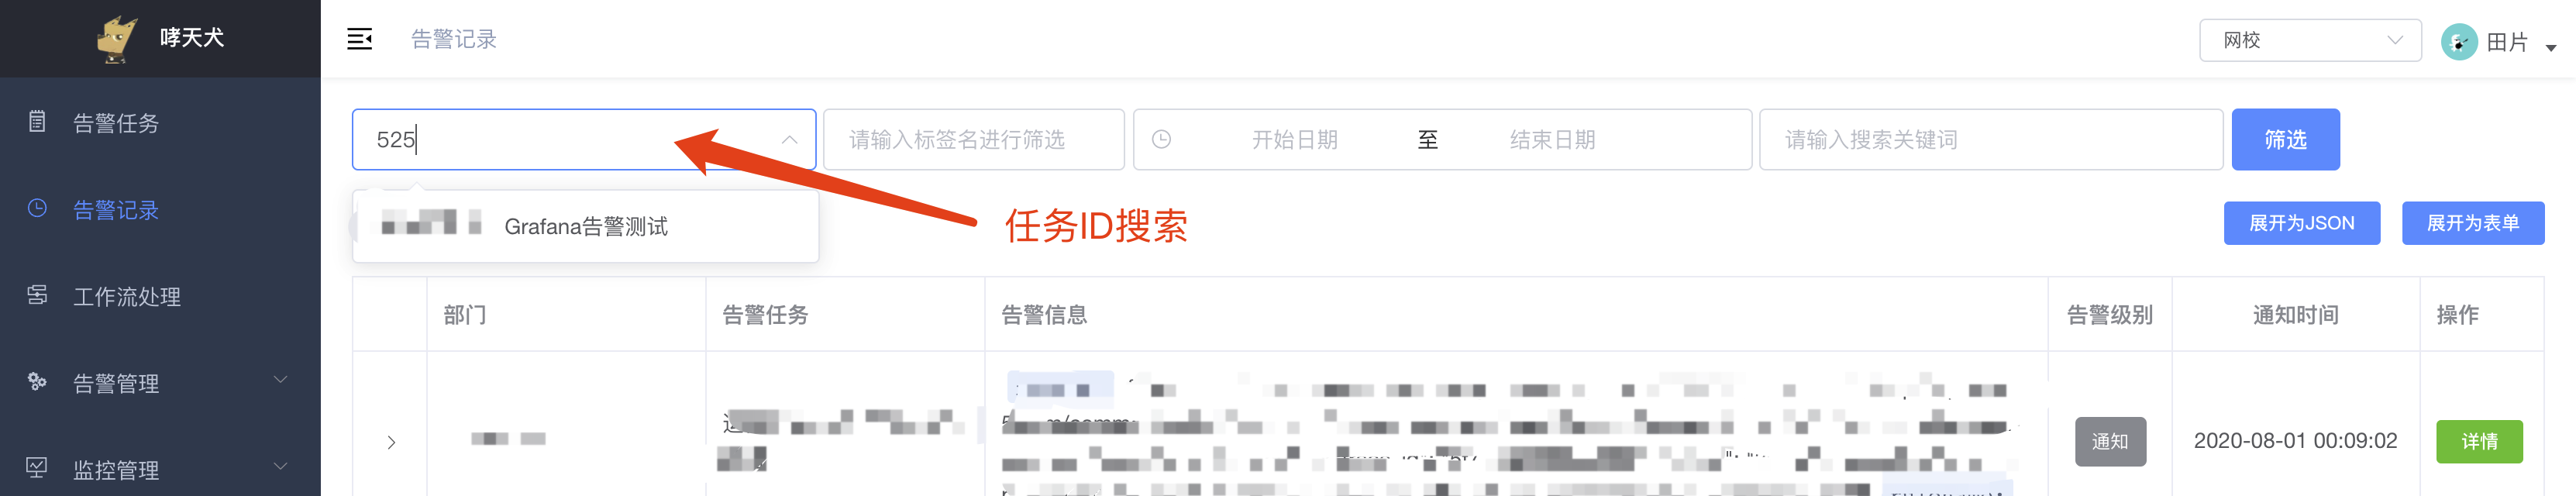 哮天犬
告警记录
网校
田片
告警任务
告警记录
工作流处理
告警管理
监控管理
525
请输入标签名进行筛选
开始日期 至 结束日期
请输入搜索关键词
筛选
Grafana告警测试
任务ID搜索
展开为JSON
展开为表单
部门 告警任务 告警信息 告警级别 通知时间 操作
通知 2020-08-01 00:09:02 详情